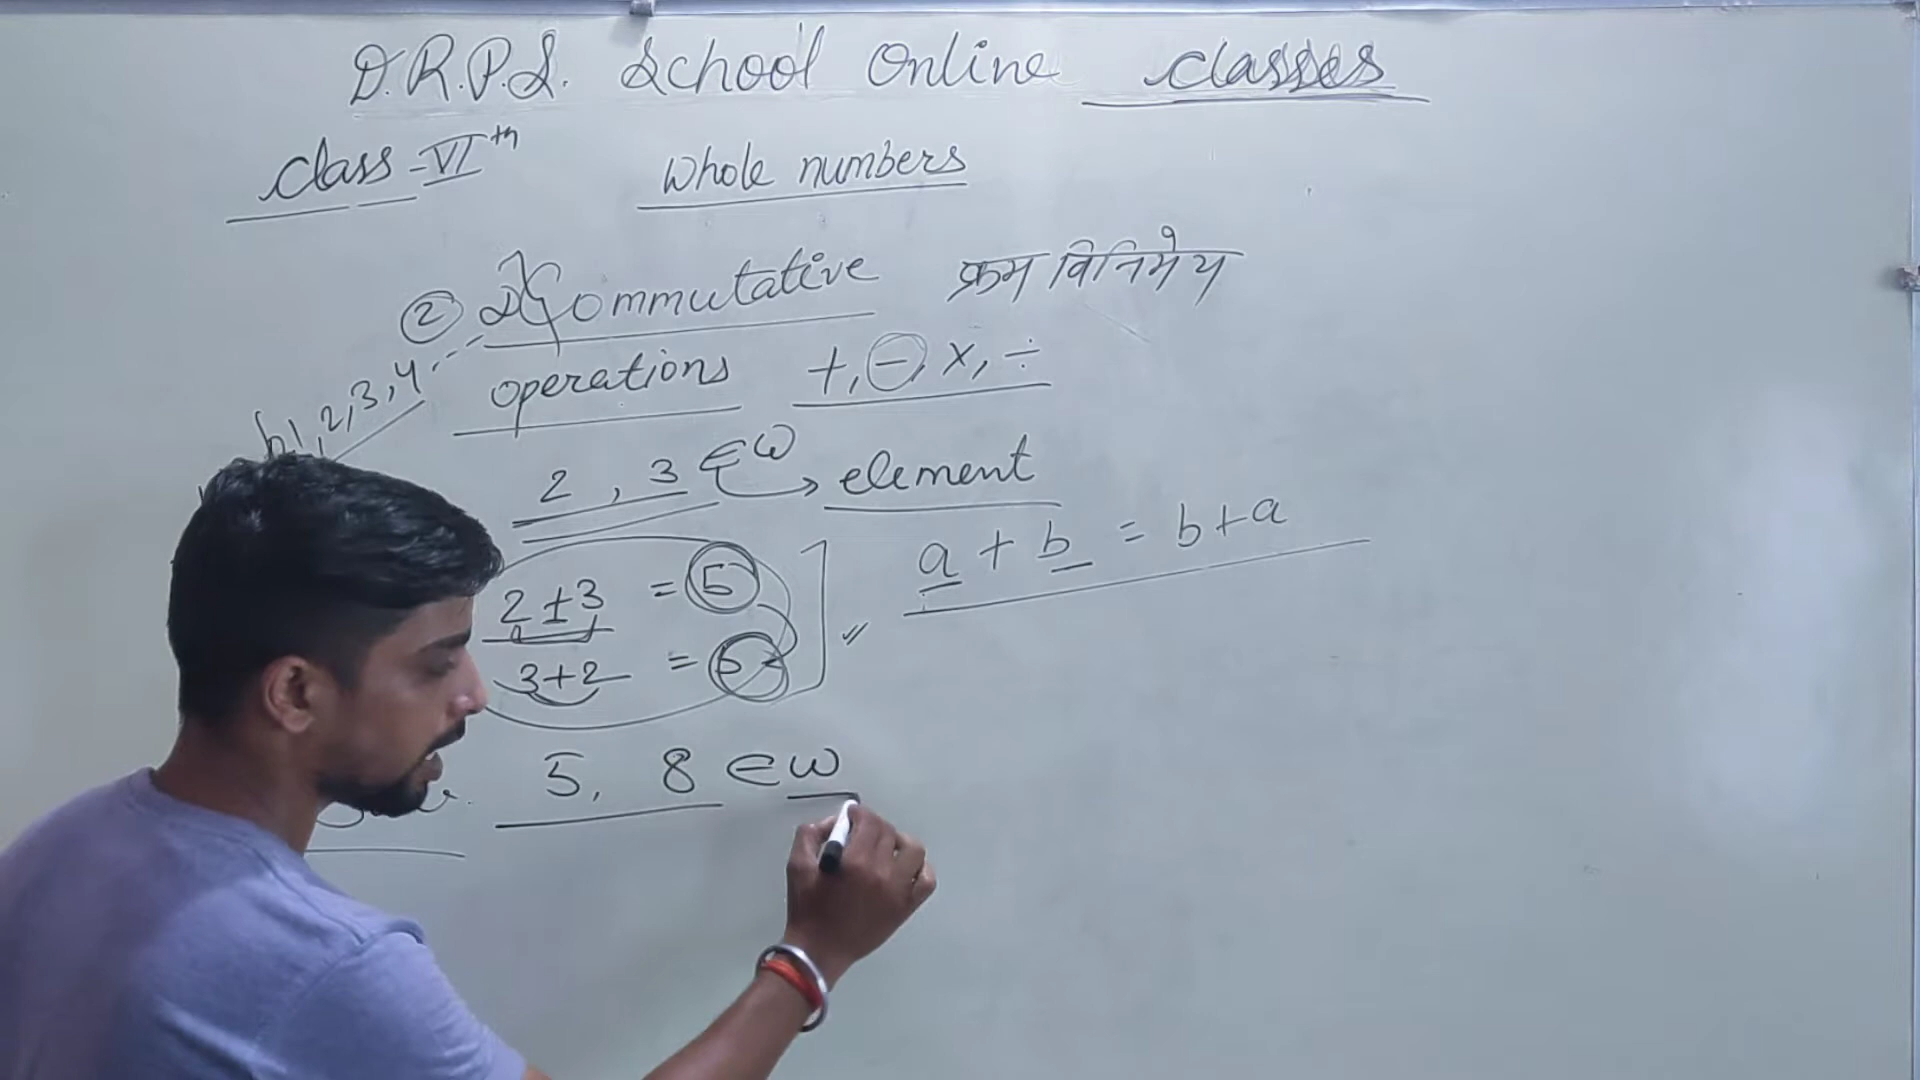 D.R.P.S. School Online classes
class-VIth
Whole numbers
② Commutative क्रम विनिमेय
operations +, -, ×, ÷
1, 2, 3, 4 ---
2, 3 ∈ W → element
a + b = b + a
2 + 3 = 5
3 + 2 = 5
5, 8 ∈ W